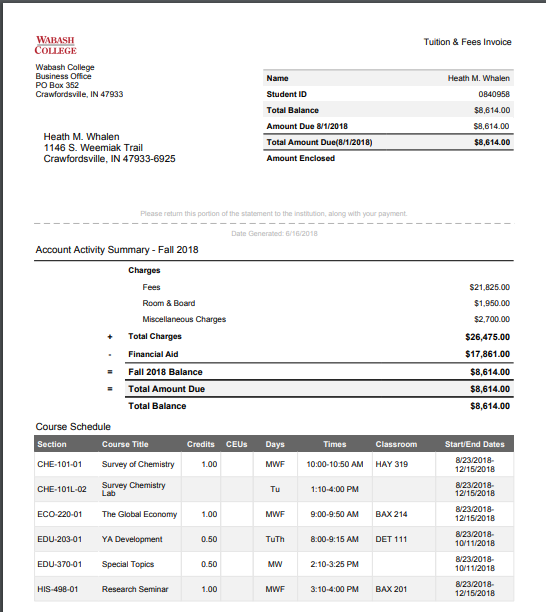 WABASH
COLLEGE
Tuition & Fees Invoice
Wabash College
Business Office
PO Box 352
Crawfordsville, IN 47933
Name Heath M. Whalen
Student ID 0840958
Total Balance $8,614.00
Amount Due 8/1/2018 $8,614.00
Total Amount Due(8/1/2018) $8,614.00
Amount Enclosed
Heath M. Whalen
1146 S. Weemiak Trail
Crawfordsville, IN 47933-6925
Please return this portion of the statement to the institution, along with your payment.
Date Generated: 6/16/2018
Account Activity Summary - Fall 2018
Charges
Fees $21,825.00
Room & Board $1,950.00
Miscellaneous Charges $2,700.00
+ Total Charges $26,475.00
- Financial Aid $17,861.00
= Fall 2018 Balance $8,614.00
= Total Amount Due $8,614.00
Total Balance $8,614.00
Course Schedule
Section Course Title Credits CEUs Days Times Classroom Start/End Dates
CHE-101-01 Survey of Chemistry 1.00 MWF 10:00-10:50 AM HAY 319 8/23/2018-
12/15/2018
CHE-101L-02 Survey Chemistry
Lab Tu 1:10-4:00 PM 8/23/2018-
12/15/2018
ECO-220-01 The Global Economy 1.00 MWF 9:00-9:50 AM BAX 214 8/23/2018-
12/15/2018
EDU-203-01 YA Development 0.50 TuTh 8:00-9:15 AM DET 111 8/23/2018-
10/11/2018
EDU-370-01 Special Topics 0.50 MW 2:10-3:25 PM 8/23/2018-
10/11/2018
HIS-498-01 Research Seminar 1.00 MWF 3:10-4:00 PM BAX 201 8/23/2018-
12/15/2018